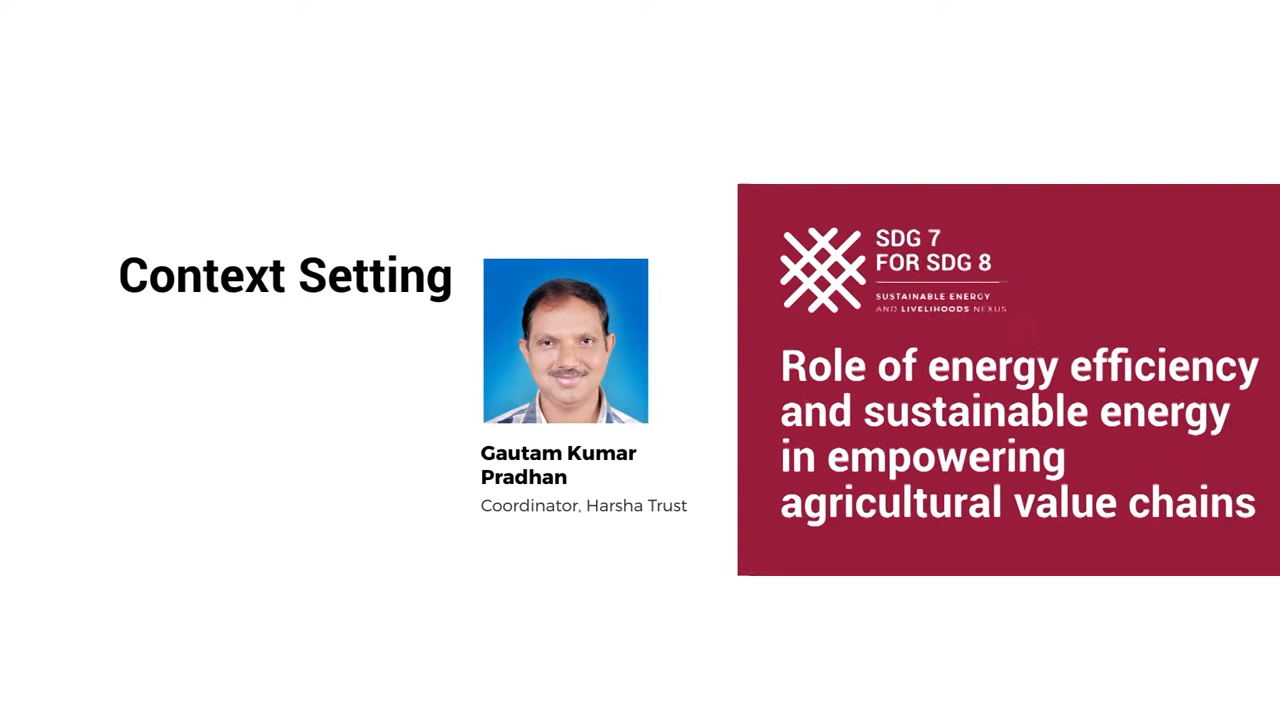 Context Setting
Gautam Kumar
Pradhan
Coordinator, Harsha Trust
SDG 7
FOR SDG 8
SUSTAINABLE ENERGY
AND LIVELIHOODS NEXUS
Role of energy efficiency
and sustainable energy
in empowering
agricultural value chains